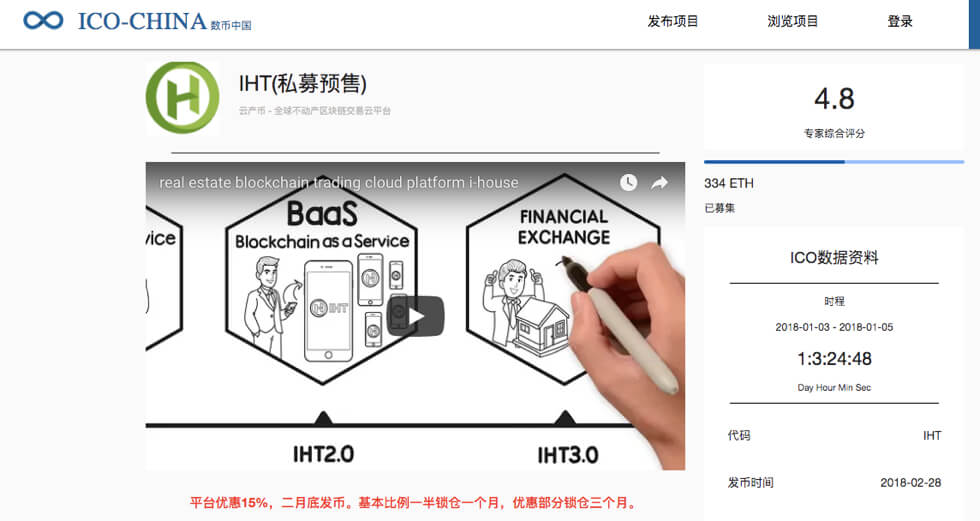 ICO-CHINA 数币中国
发布项目
浏览项目
登录
IHT(私募预售)
云产币 - 全球不动产区块链交易云平台
real estate blockchain trading cloud platform i-house
vice
BaaS
Blockchain as a Service
IHT
FINANCIAL
EXCHANGE
IHT2.0
IHT3.0
平台优惠15%，二月底发币。基本比例一半锁仓一个月，优惠部分锁仓三个月。
4.8
专家综合评分
334 ETH
已募集
ICO数据资料
时程
2018-01-03 - 2018-01-05
1:3:24:48
Day Hour Min Sec
代码 IHT
发币时间 2018-02-28